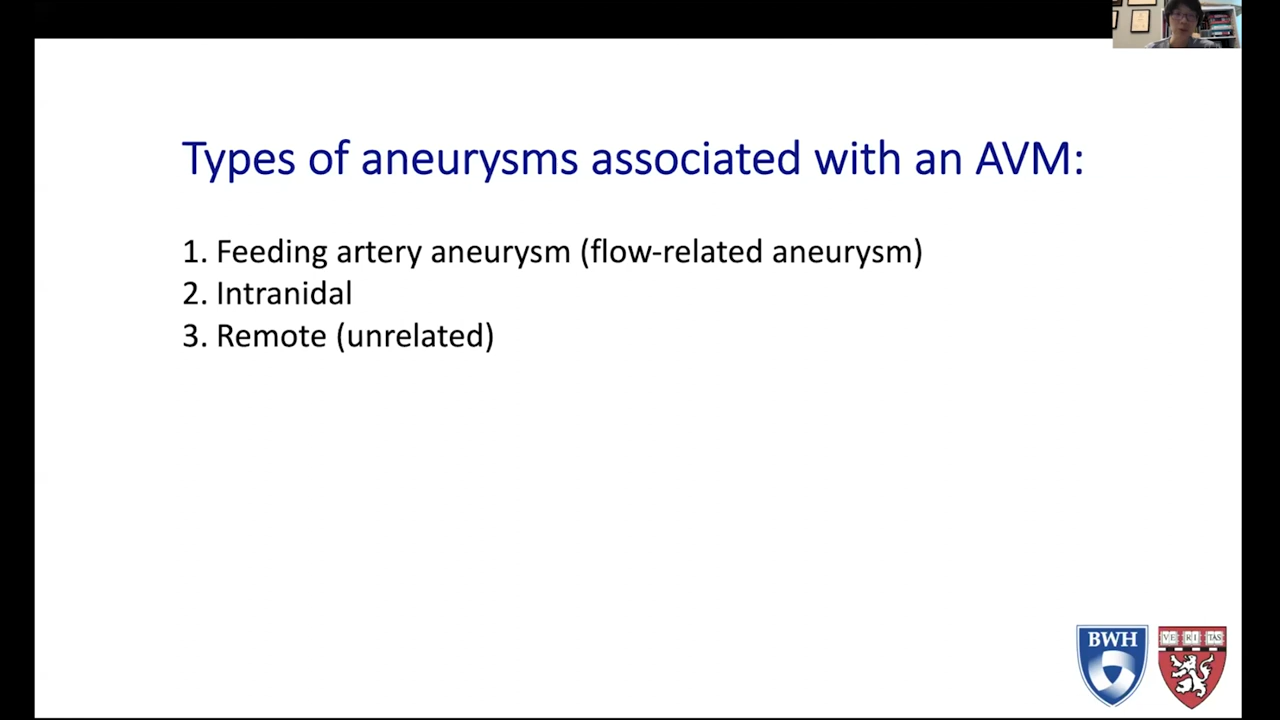 Types of aneurysms associated with an AVM:
1. Feeding artery aneurysm (flow-related aneurysm)
2. Intranidal
3. Remote (unrelated)
BWH
VE RI TAS